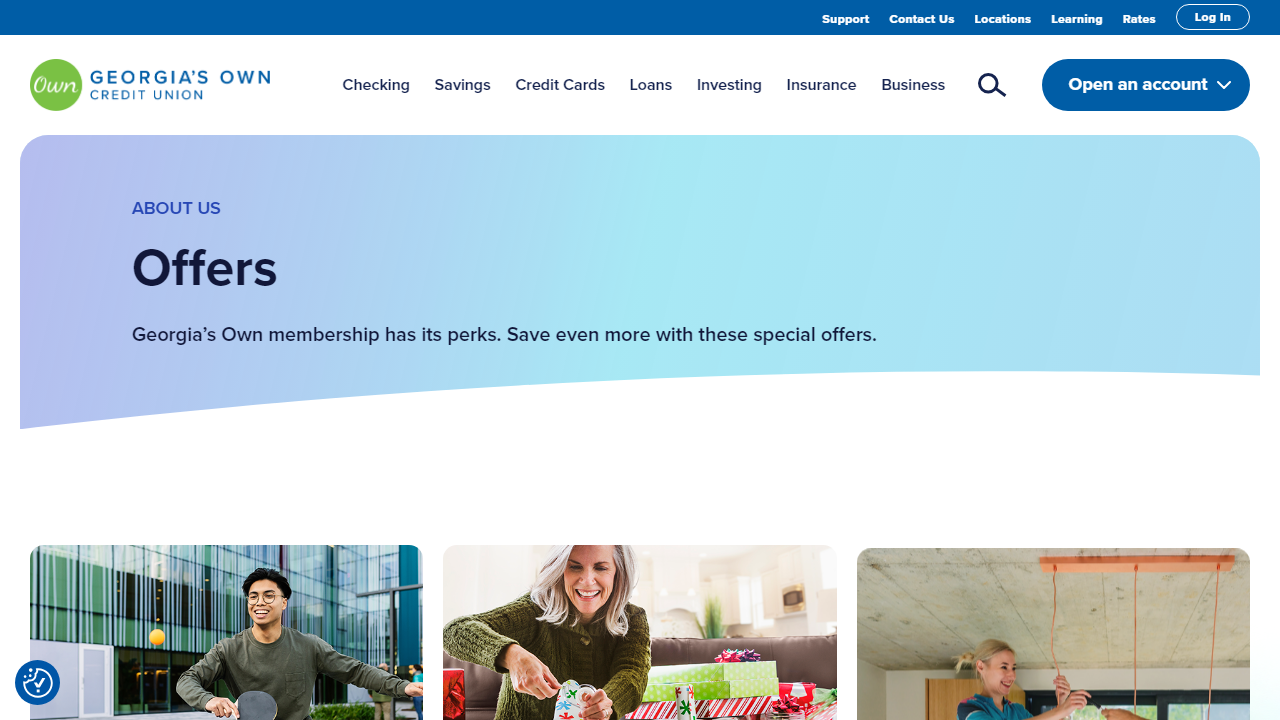 Support Contact Us Locations Learning Rates Log In
Own GEORGIA'S OWN
CREDIT UNION
Checking Savings Credit Cards Loans Investing Insurance Business
Open an account
ABOUT US
Offers
Georgia’s Own membership has its perks. Save even more with these special offers.